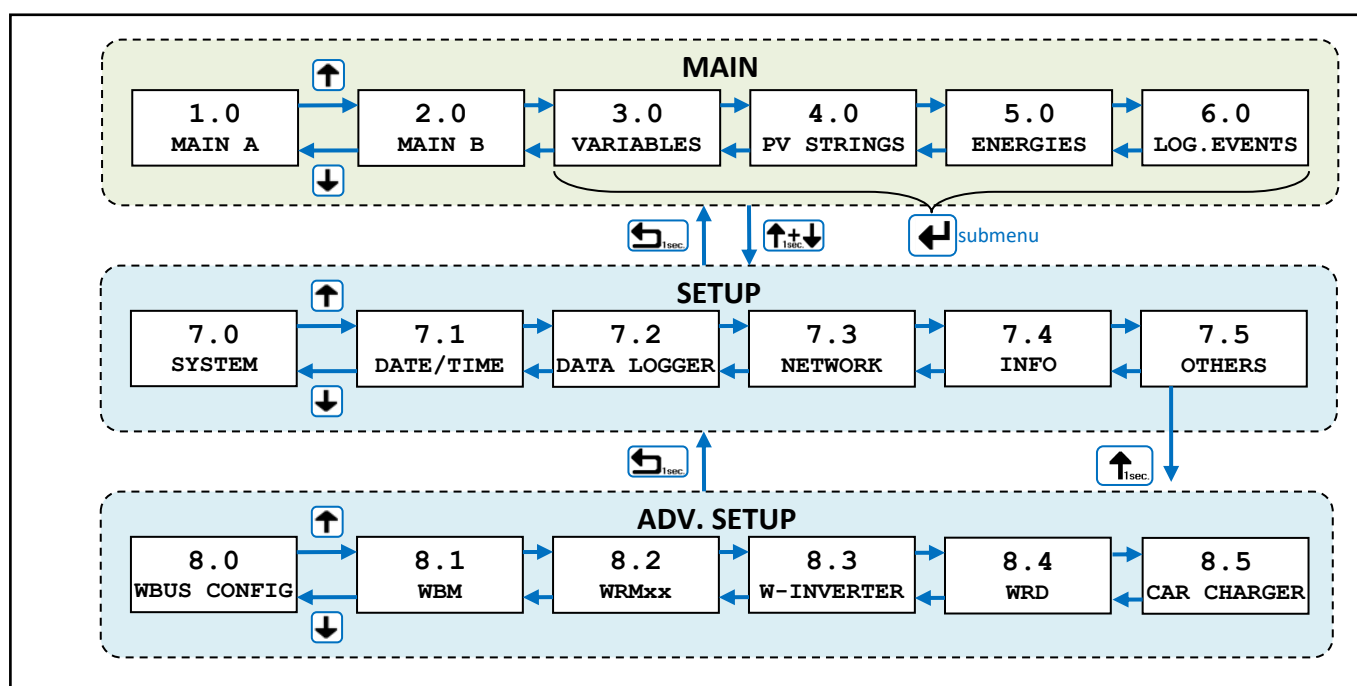 MAIN
1.0
MAIN A
2.0
MAIN B
3.0
VARIABLES
4.0
PV STRINGS
5.0
ENERGIES
6.0
LOG.EVENTS
1sec.
+
1sec.
submenu
SETUP
7.0
SYSTEM
7.1
DATE/TIME
7.2
DATA LOGGER
7.3
NETWORK
7.4
INFO
7.5
OTHERS
1sec.
1sec.
ADV. SETUP
8.0
WBUS CONFIG
8.1
WBM
8.2
WRMxx
8.3
W-INVERTER
8.4
WRD
8.5
CAR CHARGER